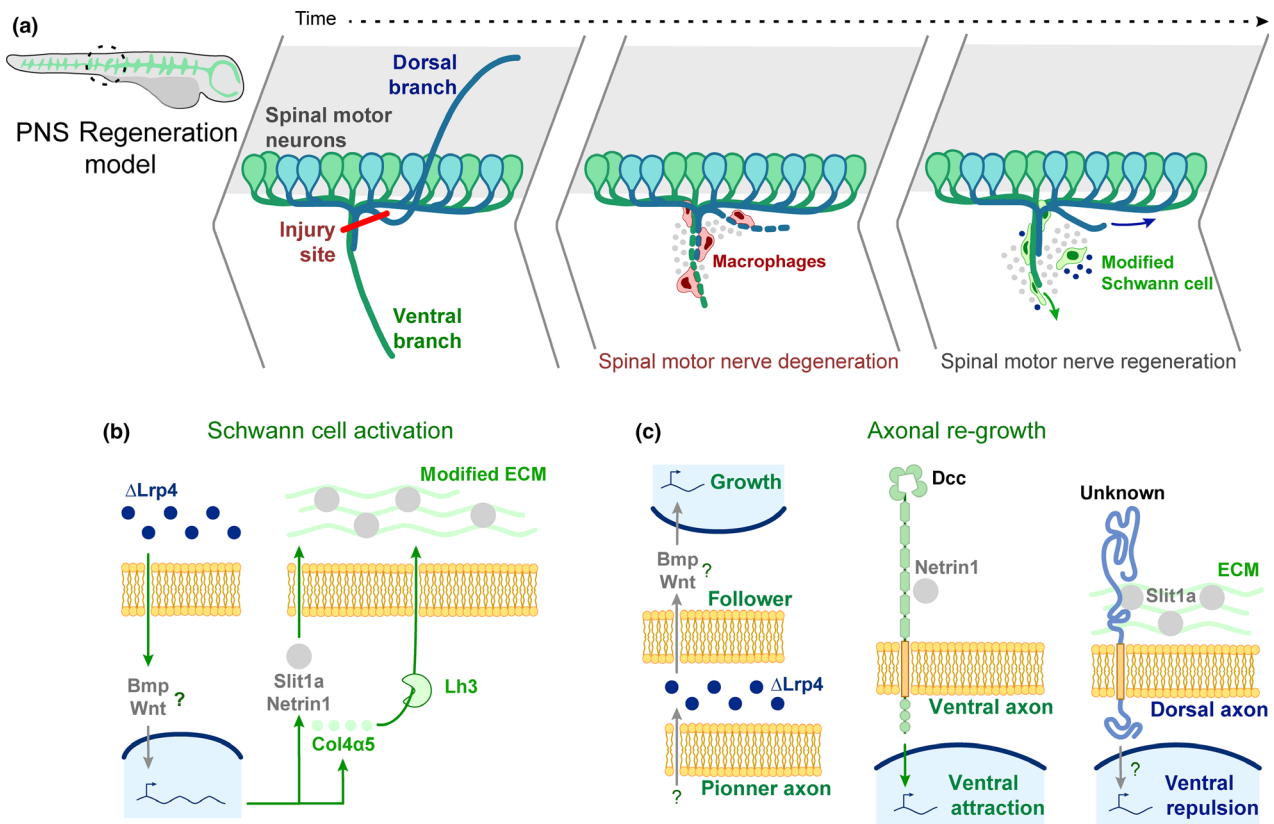 (a)
Time
PNS Regeneration
model
Spinal motor
neurons
Dorsal
branch
Injury
site
Ventral
branch
Macrophages
Spinal motor nerve degeneration
Modified
Schwann cell
Spinal motor nerve regeneration
(b)
Schwann cell activation
ΔLrp4
Bmp
Wnt
?
Modified ECM
Slit1a
Netrin1
Col4α5
Lh3
(c)
Axonal re-growth
Growth
Bmp
Wnt
?
Follower
ΔLrp4
Pionner axon
?
Dcc
Netrin1
Ventral axon
Ventral
attraction
Unknown
ECM
Slit1a
Dorsal axon
?
Ventral
repulsion